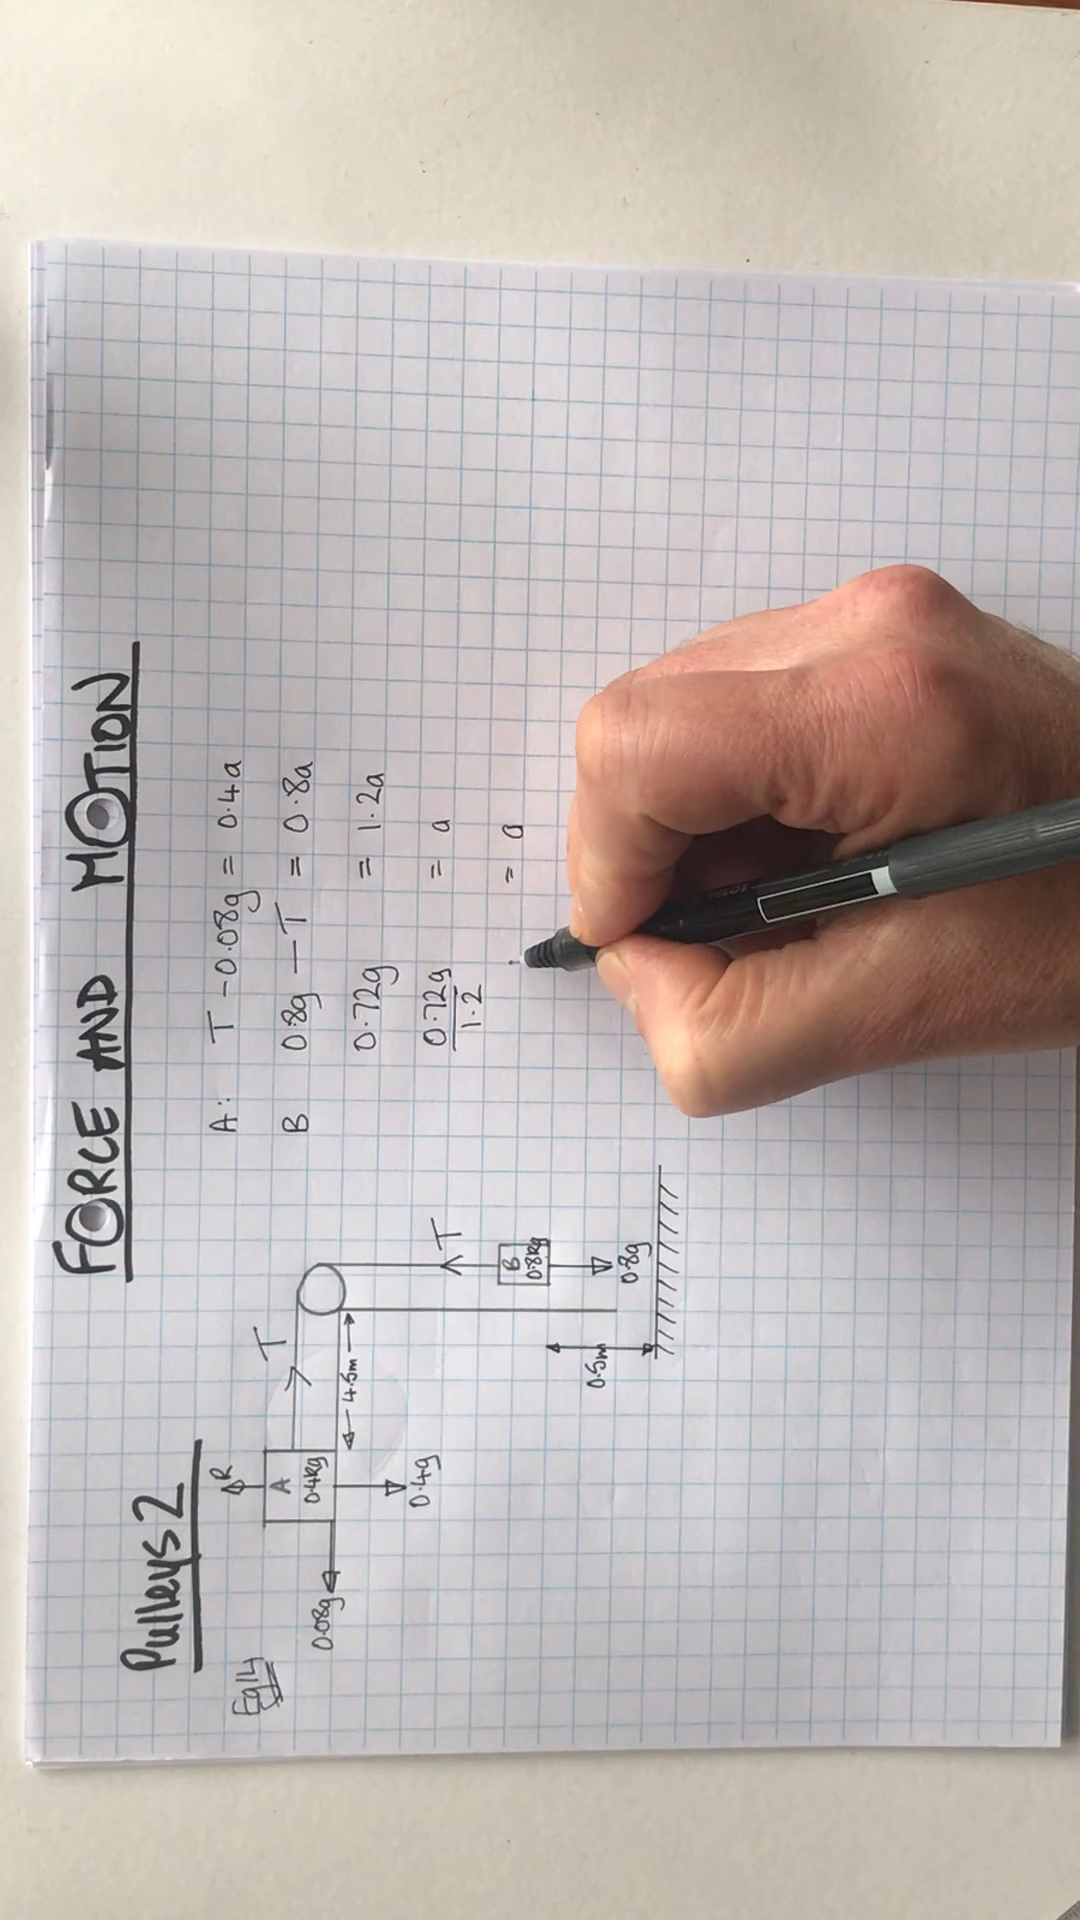 FORCE AND MOTION
Pulleys 2
Eg14
R
A
0.4kg
0.08g
0.4g
T
4.5m
T
B
0.8kg
0.8g
0.5m
A: T - 0.08g = 0.4a
B 0.8g - T = 0.8a
0.72g = 1.2a
0.72g
1.2
= a
= a